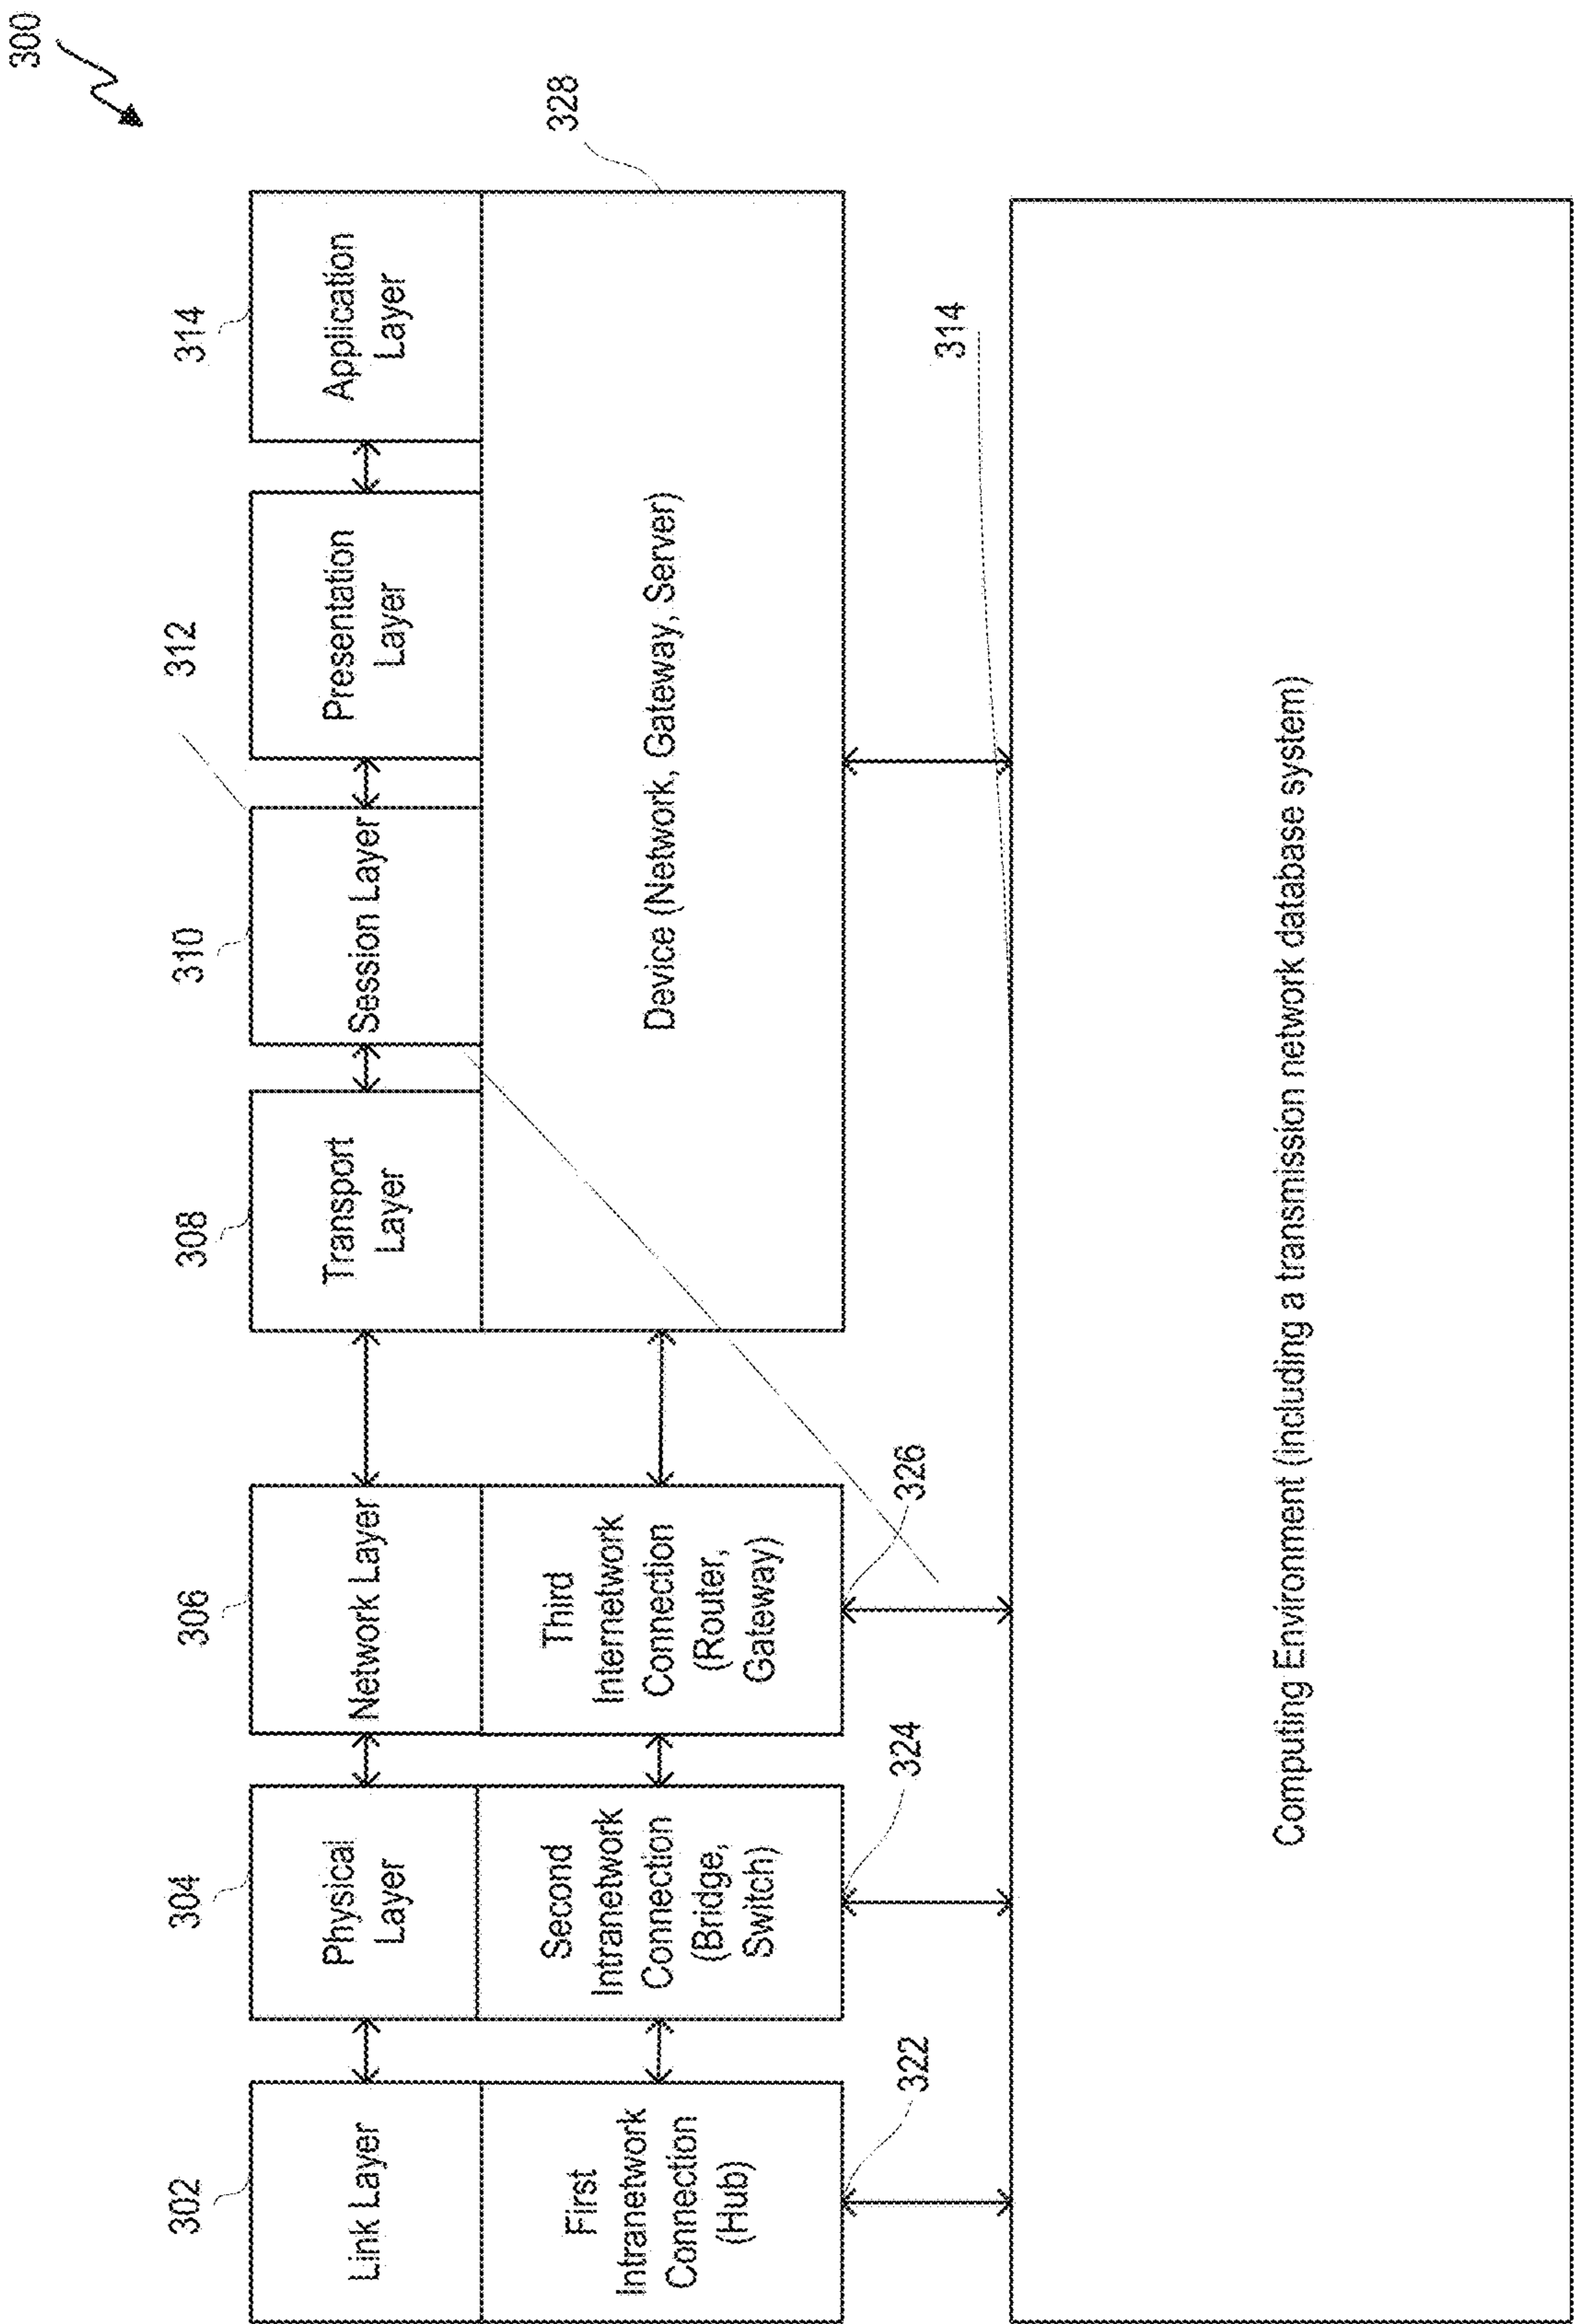 300
302
304
306
308
310
312
314
Link Layer
Physical
Layer
Network Layer
Transport
Layer
Session Layer
Presentation
Layer
Application
Layer
First
Intranetwork
Connection
(Hub)
Second
Intranetwork
Connection
(Bridge,
Switch)
Third
Internetwork
Connection
(Router,
Gateway)
Device (Network, Gateway, Server)
328
322
324
326
314
Computing Environment (including a transmission network database system)